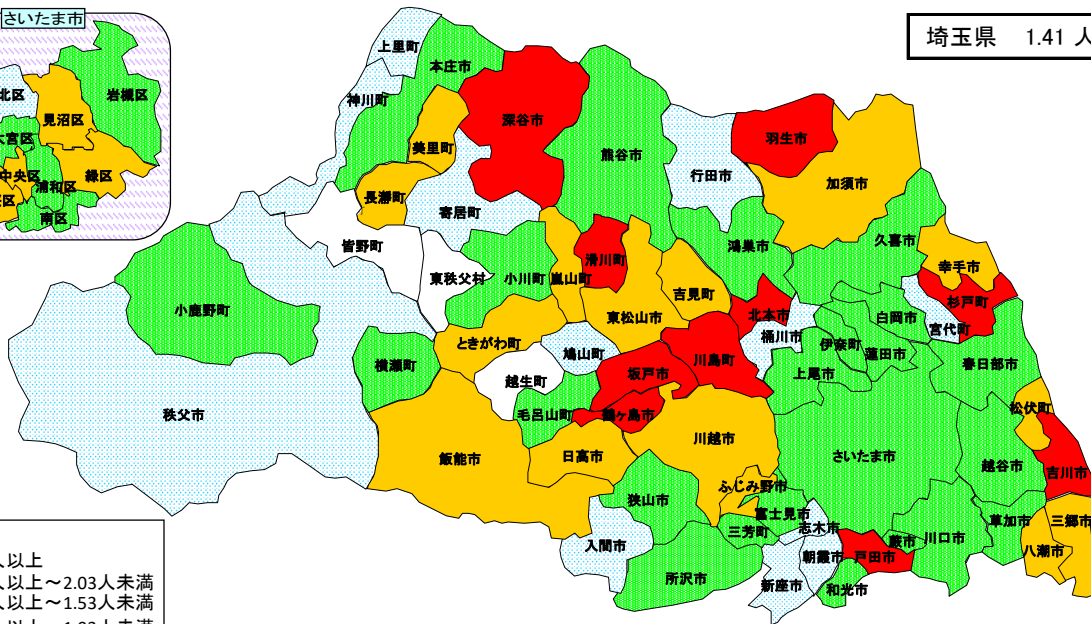 さいたま市
岩槻区
北区
見沼区
大宮区
中央区
緑区
浦和区
区
南区
埼玉県 1.41 人
上里町
本庄市
神川町
深谷市
羽生市
美里町
熊谷市
行田市
加須市
長瀞町
寄居町
皆野町
鴻巣市
久喜市
東秩父村
小川町
嵐山町
滑川町
吉見町
幸手市
杉戸町
小鹿野町
東松山市
北本市
白岡市
宮代町
桶川市
伊奈町
蓮田市
ときがわ町
鳩山町
川島町
横瀬町
坂戸市
上尾市
春日部市
越生町
秩父市
毛呂山町
鶴ヶ島市
松伏町
川越市
飯能市
日高市
さいたま市
越谷市
吉川市
ふじみ野市
狭山市
富士見市
三芳町
志木市
草加市
三郷市
入間市
朝霞市
戸田市
蕨市
川口市
八潮市
所沢市
新座市
和光市
人以上
人以上～2.03人未満
人以上～1.53人未満